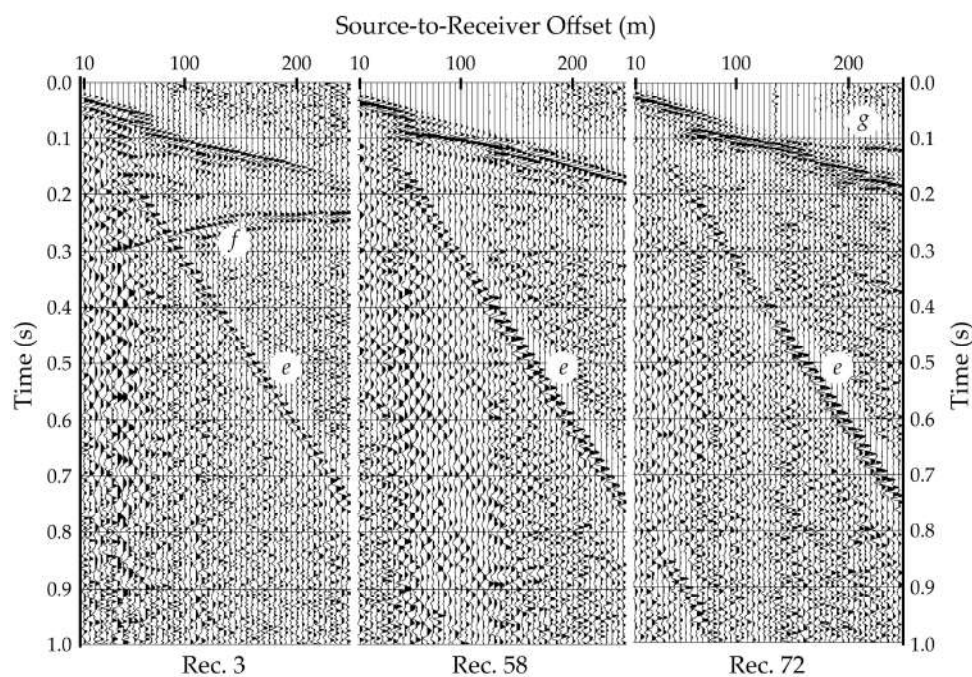 Source-to-Receiver Offset (m)
10 100 200 10 100 200 10 100 200
0.0 0.0
0.1 g 0.1
0.2 0.2
f
0.3 0.3
0.4 0.4
Time (s) Time (s)
0.5 e e e 0.5
0.6 0.6
0.7 0.7
0.8 0.8
0.9 0.9
1.0 1.0
Rec. 3 Rec. 58 Rec. 72